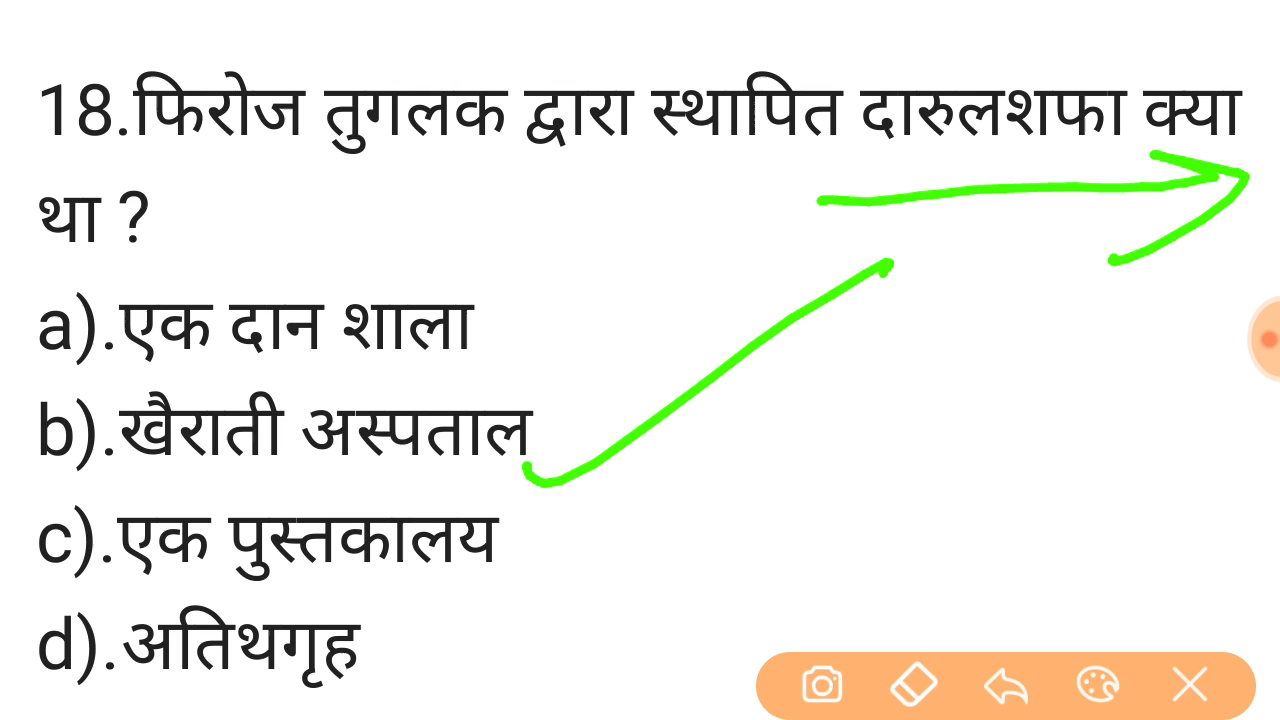 18.फिरोज तुगलक द्वारा स्थापित दारुलशफा क्या
था ?
a).एक दान शाला
b).खैराती अस्पताल
c).एक पुस्तकालय
d).अतिथगृह